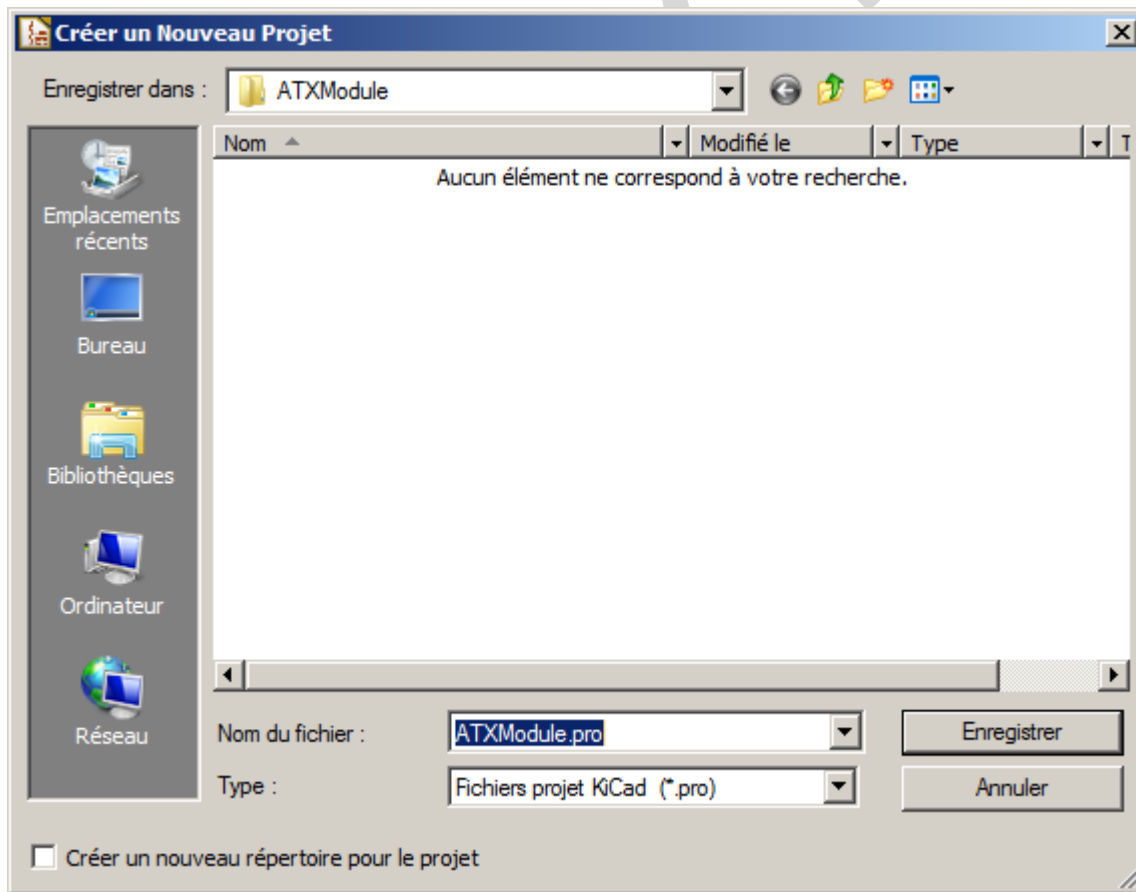 Créer un Nouveau Projet
Enregistrer dans :
ATXModule
Nom
Modifié le
Type
T
Aucun élément ne correspond à votre recherche.
Emplacements
récents
Bureau
Bibliothèques
Ordinateur
Réseau
Nom du fichier :
ATXModule.pro
Enregistrer
Type :
Fichiers projet KiCad (*.pro)
Annuler
Créer un nouveau répertoire pour le projet